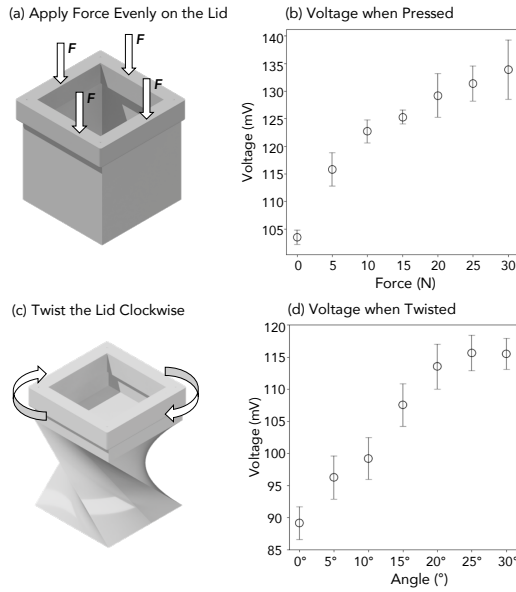 (a) Apply Force Evenly on the Lid
F
F
F
F
(b) Voltage when Pressed
140
135
130
125
120
115
110
105
Voltage (mV)
0 5 10 15 20 25 30
Force (N)
(c) Twist the Lid Clockwise
(d) Voltage when Twisted
120
115
110
105
100
95
90
85
Voltage (mV)
0° 5° 10° 15° 20° 25° 30°
Angle (°)